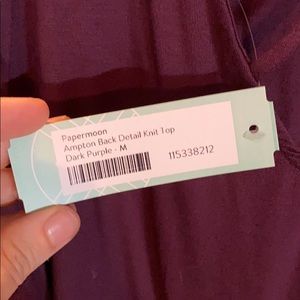 Papermoon
Ampton Back Detail Knit Top
Dark Purple - M
115338212